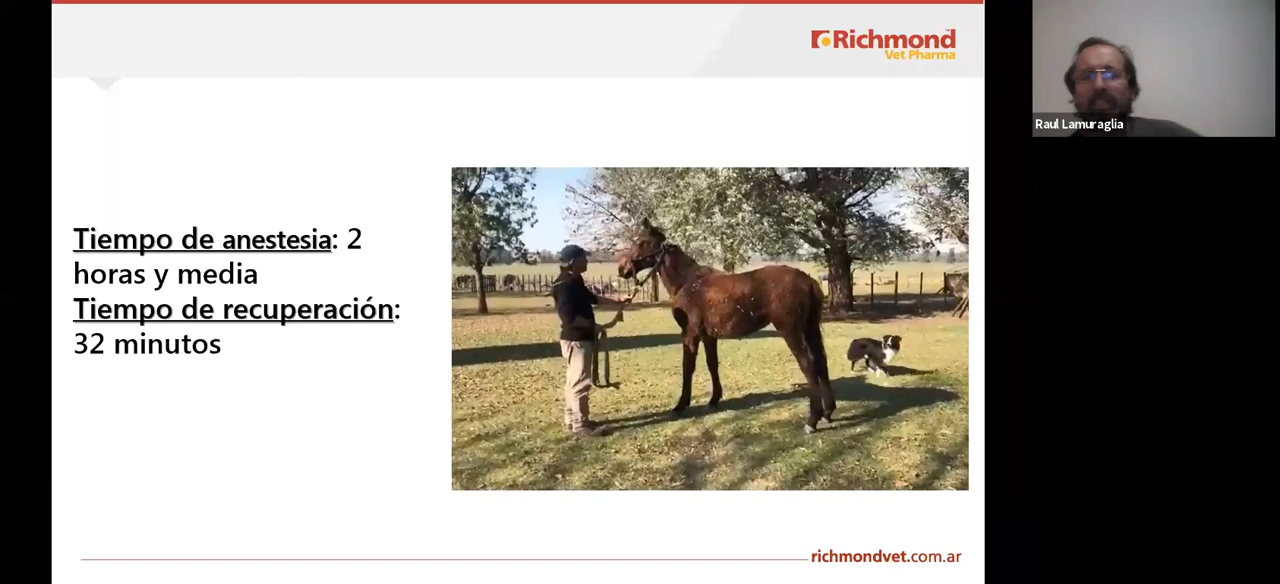 Richmond
Vet Pharma
Raul Lamuraglia
Tiempo de anestesia: 2
horas y media
Tiempo de recuperación:
32 minutos
richmondvet.com.ar